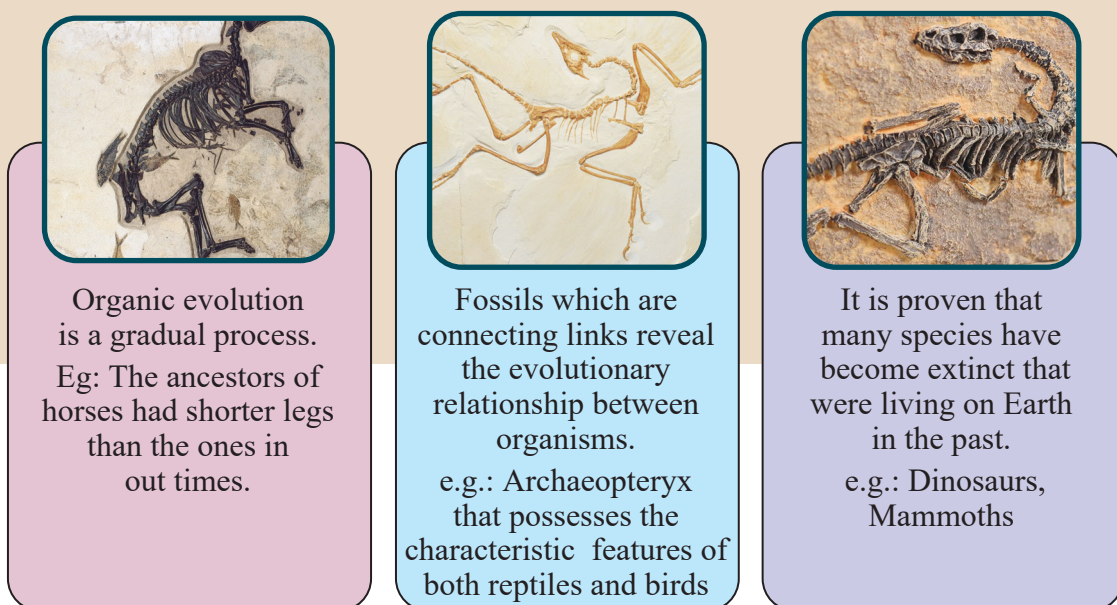 Organic evolution
is a gradual process.
Eg: The ancestors of
horses had shorter legs
than the ones in
out times.
Fossils which are
connecting links reveal
the evolutionary
relationship between
organisms.
e.g.: Archaeopteryx
that possesses the
characteristic features of
both reptiles and birds
It is proven that
many species have
become extinct that
were living on Earth
in the past.
e.g.: Dinosaurs,
Mammoths